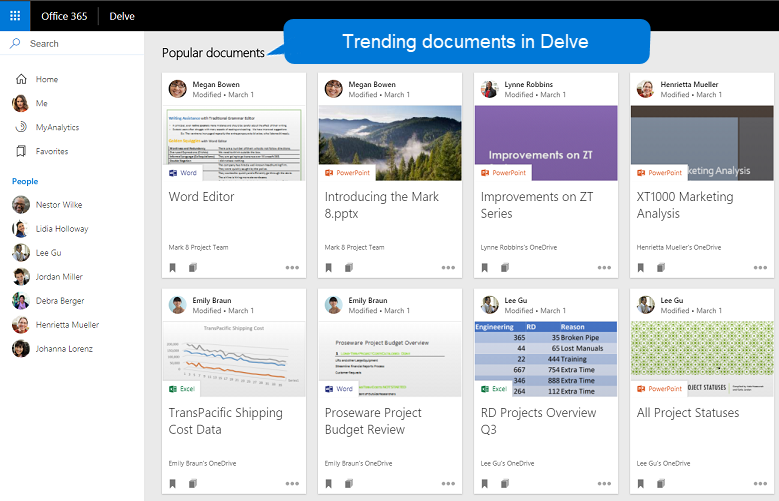 Office 365
Delve
Search
Home
Me
MyAnalytics
Favorites
People
Nestor Wilke
Lidia Holloway
Lee Gu
Jordan Miller
Debra Berger
Henrietta Mueller
Johanna Lorenz
Popular documents
Trending documents in Delve
Megan Bowen
Modified • March 1
Writing Assistance with Traditional Grammar Editor
Word
Word Editor
Mark 8 Project Team
Megan Bowen
Modified • March 1
PowerPoint
Introducing the Mark
8.pptx
Mark 8 Project Team
Lynne Robbins
Modified • March 1
Improvements on ZT
PowerPoint
Improvements on ZT
Series
Lynne Robbins's OneDrive
Henrietta Mueller
Modified • March 1
keting Analysis
PowerPoint
XT1000 Marketing
Analysis
Henrietta Mueller's OneDrive
Emily Braun
Modified • March 1
TransPacific Shipping Cost
Excel
TransPacific Shipping
Cost Data
Emily Braun's OneDrive
Emily Braun
Modified • March 1
Proseware Project Budget Overview
Customer Requests
Word
Proseware Project
Budget Review
Emily Braun's OneDrive
Lee Gu
Modified • March 1
Engineering RD Reason
365 35 Broken Pipe
44 65 Lost Manuals
22 444 Training
667 754 Extra Time
346 888 Extra Time
264 112 Extra Time
Excel
RD Projects Overview
Q3
Lee Gu's OneDrive
Lee Gu
Modified • March 1
OJECT STATUSES
PowerPoint
All Project Statuses
Lee Gu's OneDrive